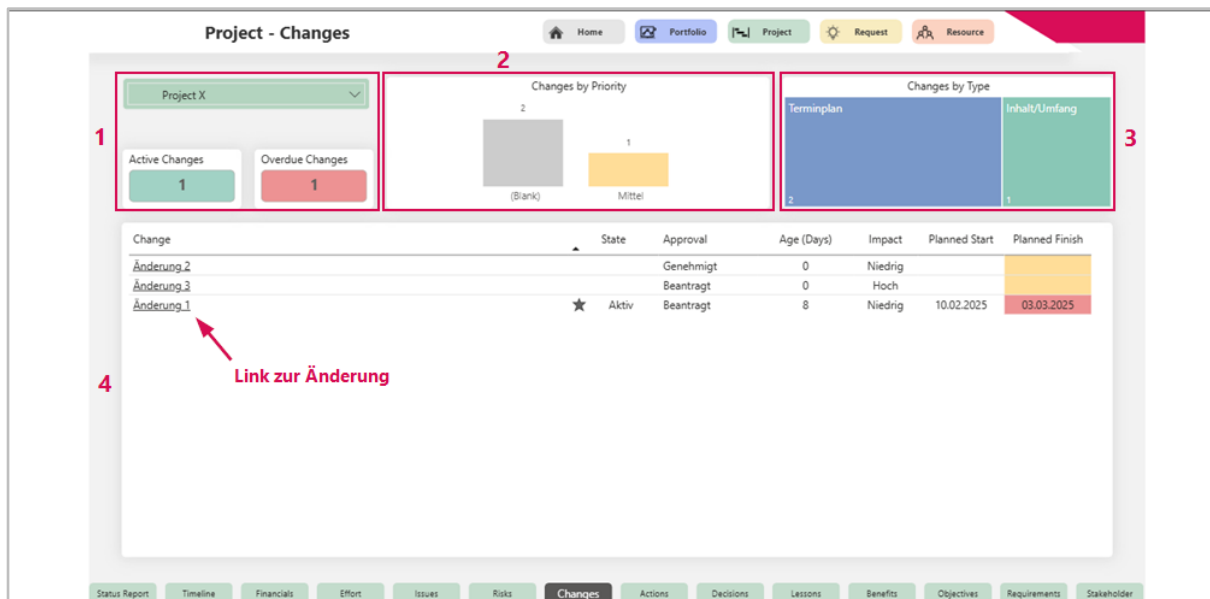 Project - Changes
Home
Portfolio
Project
Request
Resource
1
2
3
4
Project X
Active Changes
1
Overdue Changes
1
Changes by Priority
2
1
(Blank)
Mittel
Changes by Type
Terminplan
2
Inhalt/Umfang
1
Change State Approval Age (Days) Impact Planned Start Planned Finish
Änderung 2 Genehmigt 0 Niedrig
Änderung 3 Beantragt 0 Hoch
Änderung 1 Aktiv Beantragt 8 Niedrig 10.02.2025 03.03.2025
Link zur Änderung
Status Report Timeline Financials Effort Issues Risks Changes Actions Decisions Lessons Benefits Objectives Requirements Stakeholder